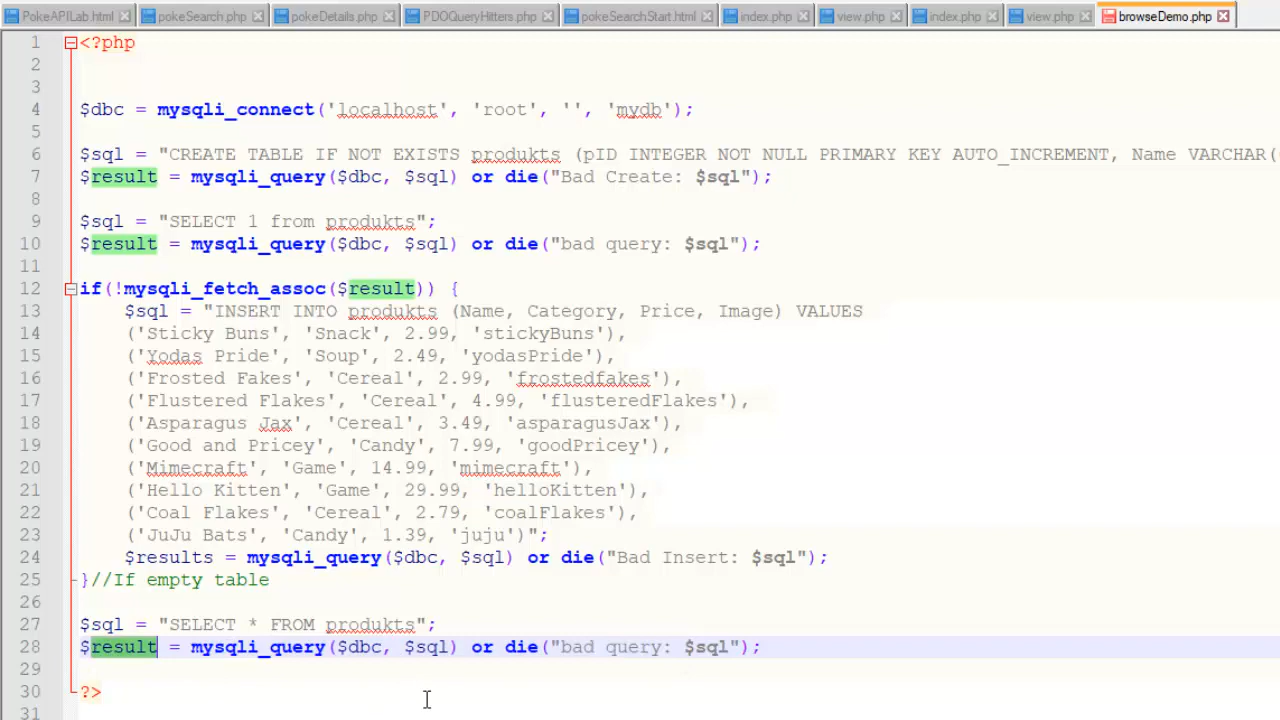 PokeAPILab.html pokeSearch.php pokeDetails.php PDOQueryHitters.php pokeSearchStart.html index.php view.php index.php view.php browseDemo.php
1 <?php
2
3
4 $dbc = mysqli_connect('localhost', 'root', '', 'mydb');
5
6 $sql = "CREATE TABLE IF NOT EXISTS produkts (pID INTEGER NOT NULL PRIMARY KEY AUTO_INCREMENT, Name VARCHAR(
7 $result = mysqli_query($dbc, $sql) or die("Bad Create: $sql");
8
9 $sql = "SELECT 1 from produkts";
10 $result = mysqli_query($dbc, $sql) or die("bad query: $sql");
11
12 if(!mysqli_fetch_assoc($result)) {
13 $sql = "INSERT INTO produkts (Name, Category, Price, Image) VALUES
14 ('Sticky Buns', 'Snack', 2.99, 'stickyBuns'),
15 ('Yodas Pride', 'Soup', 2.49, 'yodasPride'),
16 ('Frosted Fakes', 'Cereal', 2.99, 'frostedfakes'),
17 ('Flustered Flakes', 'Cereal', 4.99, 'flusteredFlakes'),
18 ('Asparagus Jax', 'Cereal', 3.49, 'asparagusJax'),
19 ('Good and Pricey', 'Candy', 7.99, 'goodPricey'),
20 ('Mimecraft', 'Game', 14.99, 'mimecraft'),
21 ('Hello Kitten', 'Game', 29.99, 'helloKitten'),
22 ('Coal Flakes', 'Cereal', 2.79, 'coalFlakes'),
23 ('JuJu Bats', 'Candy', 1.39, 'juju')";
24 $results = mysqli_query($dbc, $sql) or die("Bad Insert: $sql");
25 }//If empty table
26
27 $sql = "SELECT * FROM produkts";
28 $result = mysqli_query($dbc, $sql) or die("bad query: $sql");
29
30 ?>
31